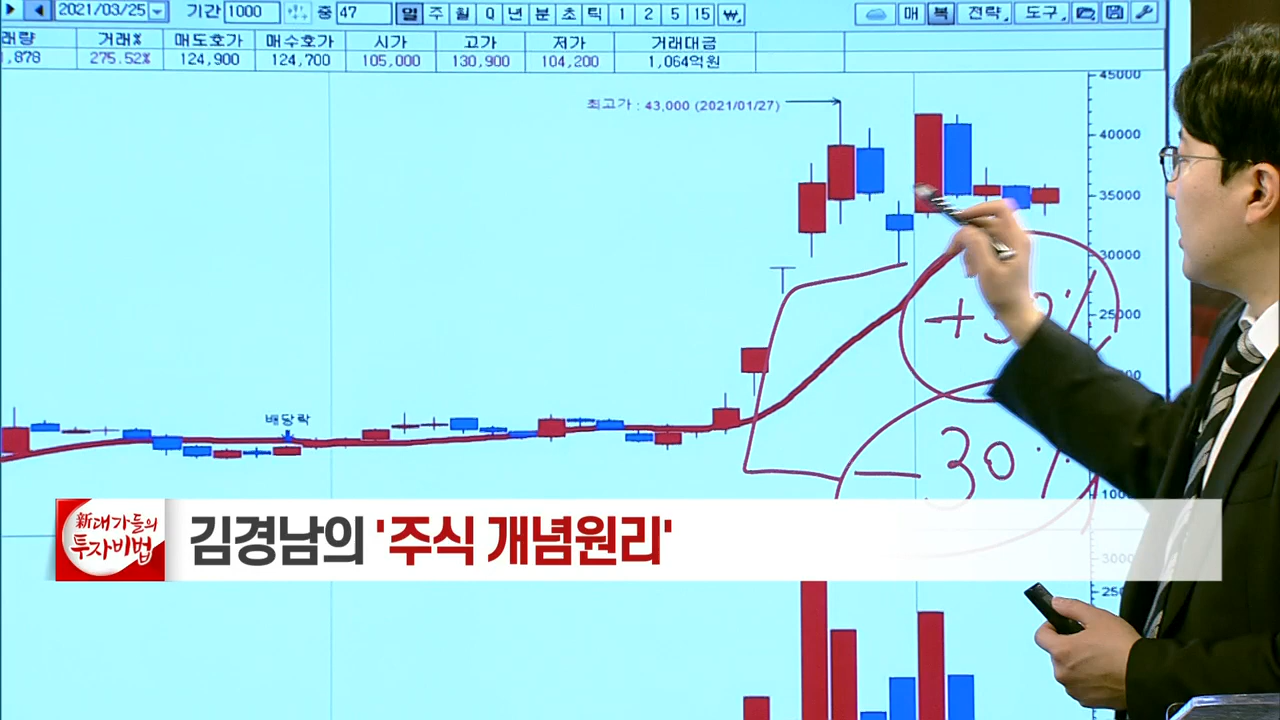 2021/03/25 기간 1000 중 47 일 주 월 Q 년 분 초 틱 1 2 5 15 ₩ 매 복 전략 도구
래량 거래% 매도호가 매수호가 시가 고가 저가 거래대금
1,878 275.52% 124,900 124,700 105,000 130,900 104,200 1,064억원
45000
최고가 : 43,000 (2021/01/27)
40000
35000
30000
25000
배당락
- 30%
新대가들의
투자비법
김경남의 '주식 개념원리'